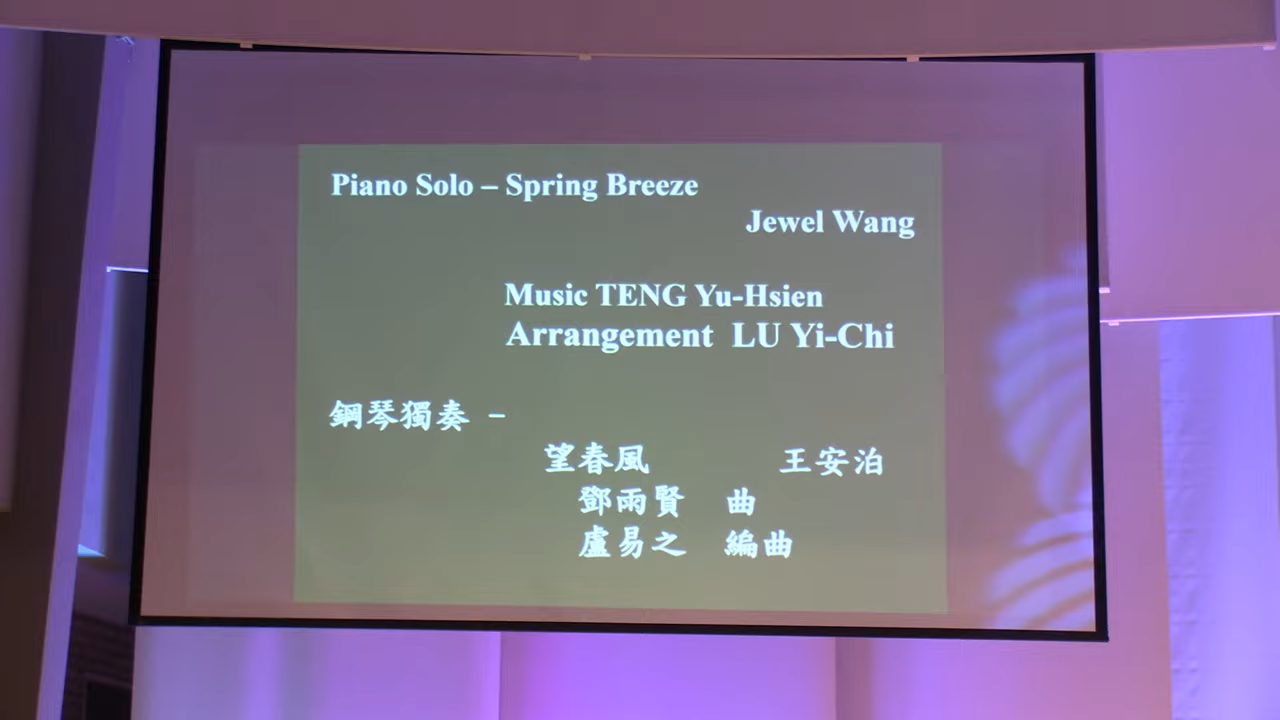 Piano Solo – Spring Breeze
Jewel Wang
Music TENG Yu-Hsien
Arrangement LU Yi-Chi
鋼琴獨奏 –
望春風 王安泊
鄧雨賢 曲
盧易之 編曲